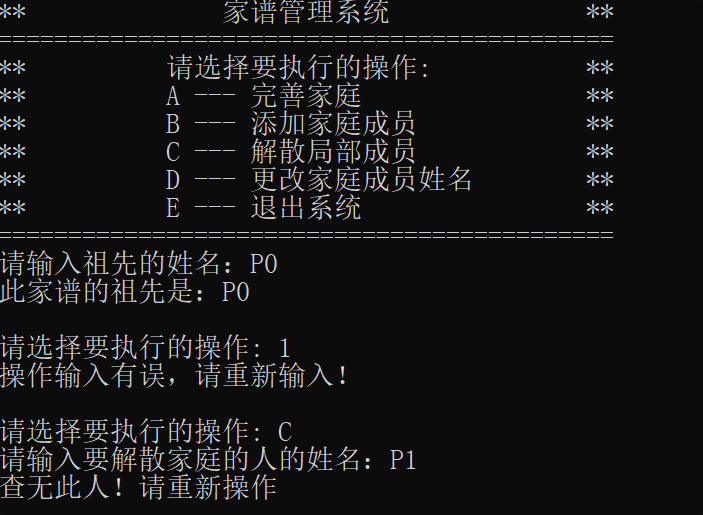 ** 家谱管理系统 **
============================================
** 请选择要执行的操作: **
** A --- 完善家庭 **
** B --- 添加家庭成员 **
** C --- 解散局部成员 **
** D --- 更改家庭成员姓名 **
** E --- 退出系统 **
============================================
请输入祖先的姓名：P0
此家谱的祖先是：P0
请选择要执行的操作: 1
操作输入有误，请重新输入！
请选择要执行的操作: C
请输入要解散家庭的人的姓名：P1
查无此人！请重新操作